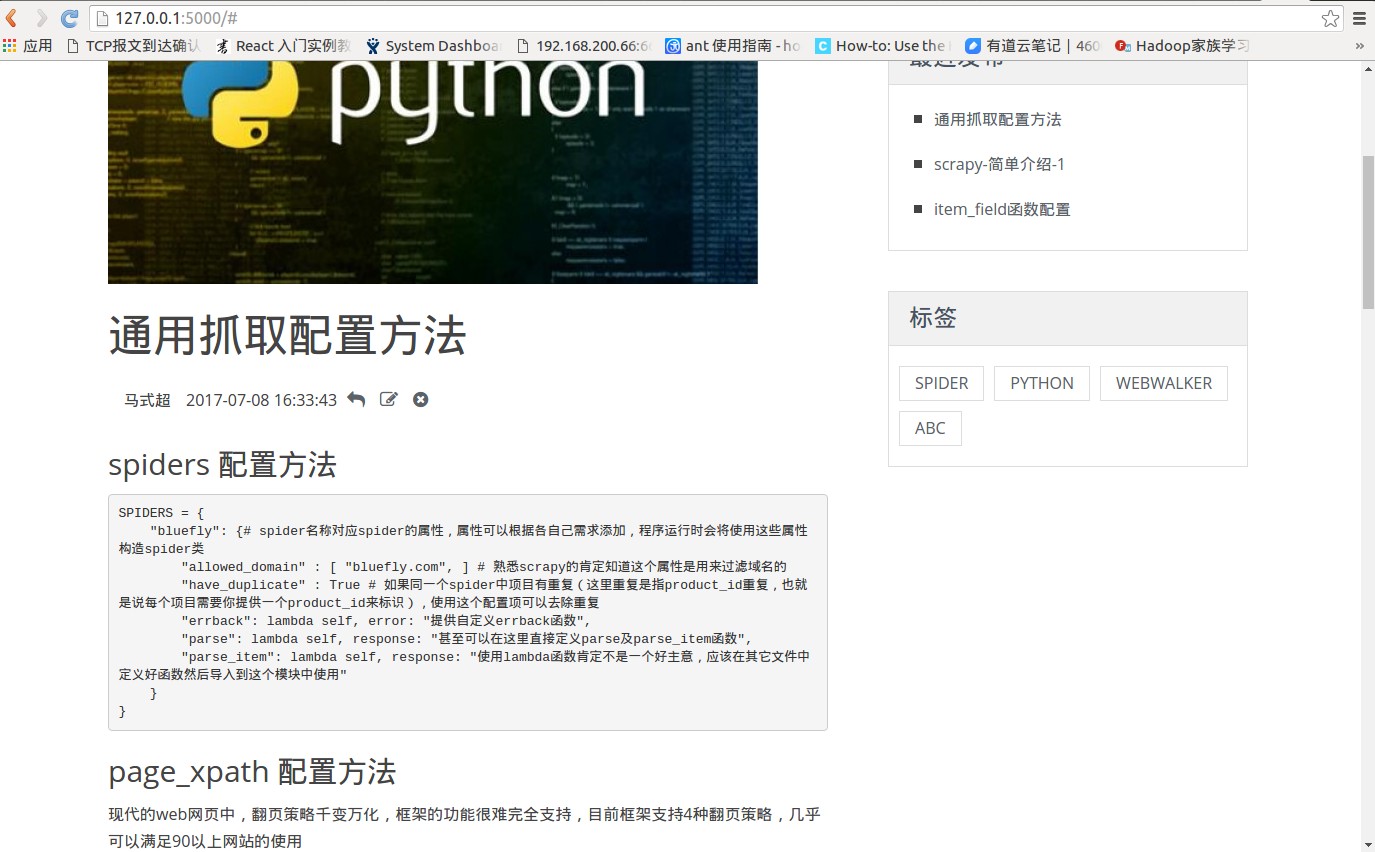 127.0.0.1:5000/#
应用
TCP报文到达确认
React 入门实例教
System Dashboa
192.168.200.66:6
ant 使用指南 - ho
How-to: Use the
有道云笔记 | 460
Hadoop家族学习
»
python
通用抓取配置方法
马式超 2017-07-08 16:33:43
spiders 配置方法
SPIDERS = {
    "bluefly": {# spider名称对应spider的属性，属性可以根据各自己需求添加，程序运行时会将使用这些属性
构造spider类
        "allowed_domain" : [ "bluefly.com", ] # 熟悉scrapy的肯定知道这个属性是用来过滤域名的
        "have_duplicate" : True # 如果同一个spider中项目有重复（这里重复是指product_id重复，也就
是说每个项目需要你提供一个product_id来标识），使用这个配置项可以去除重复
        "errback": lambda self, error: "提供自定义errback函数",
        "parse": lambda self, response: "甚至可以在这里直接定义parse及parse_item函数",
        "parse_item": lambda self, response: "使用lambda函数肯定不是一个好主意，应该在其它文件中
定义好函数然后导入到这个模块中使用"
    }
}
page_xpath 配置方法
现代的web网页中，翻页策略千变万化，框架的功能很难完全支持，目前框架支持4种翻页策略，几乎
可以满足90以上网站的使用
最近发布
通用抓取配置方法
scrapy-简单介绍-1
item_field函数配置
标签
SPIDER
PYTHON
WEBWALKER
ABC